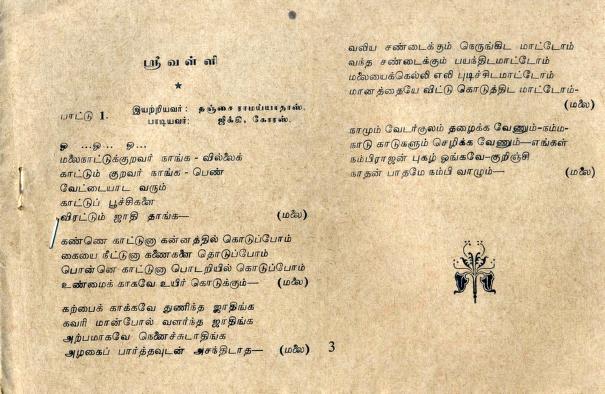 ஸ்ரீ வள்ளி
பாட்டு 1.
இயற்றியவர் : தஞ்சை ராமய்யாதாஸ்.
பாடியவர் : ஜிக்கி, கோரஸ்.
ஓ ...ஓ... ஓ...
மலைநாட்டுக்குறவர் நாங்க - வில்லைக்
காட்டும் குறவர் நாங்க - பெண்
வேட்டையாட வரும்
காட்டுப் பூச்சிகளை
விரட்டும் ஜாதி தாங்க— (மலை)
கண்ணெ காட்டுனா கன்னத்தில் கொடுப்போம்
கையை நீட்டுனா கணைகளை தொடுப்போம்
பொன்னெ காட்டுனா பொடறியில் கொடுப்போம்
உண்மைக் காகவே உயிர் கொடுக்கும்— (மலை)
கற்பைக் காக்கவே துணிந்த ஜாதிங்க
கவரி மான்போல் வளர்ந்த ஜாதிங்க
அற்பமாகவே நெனைச்சுடாதிங்க
அழகைப் பார்த்தவுடன் அசந்திடாத— (மலை)
3
வலிய சண்டைக்கும் நெருங்கிட மாட்டோம்
வந்த சண்டைக்கும் பயந்திடமாட்டோம்
மலையைக்கெல்லி எலி புடிச்சிடமாட்டோம்
மானத்தையே விட்டு கொடுத்திட மாட்டோம்-
(மலை)
நாமும் வேடர்குலம் தழைக்க வேணும்-நம்ம-
நாடு காடுகளும் செழிக்க வேணும்—எங்கள்
நம்பிராஜன் புகழ் ஓங்கவே-குறிஞ்சி
நாதன் பாதமே நம்பி வாழும்— (மலை)